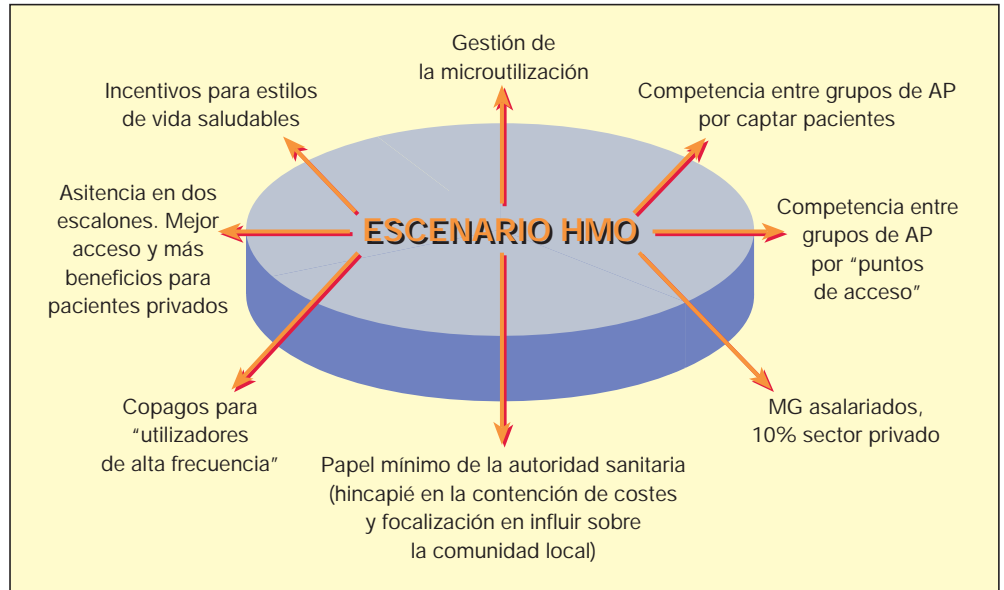 Gestión de
la microutilización
Incentivos para estilos
de vida saludables
Competencia entre grupos de AP
por captar pacientes
Asitencia en dos
escalones. Mejor
acceso y más
beneficios para
pacientes privados
ESCENARIO HMO
Competencia entre
grupos de AP
por “puntos
de acceso”
Copagos para
“utilizadores
de alta frecuencia”
Papel mínimo de la autoridad sanitaria
(hincapié en la contención de costes
y focalización en influir sobre
la comunidad local)
MG asalariados,
10% sector privado